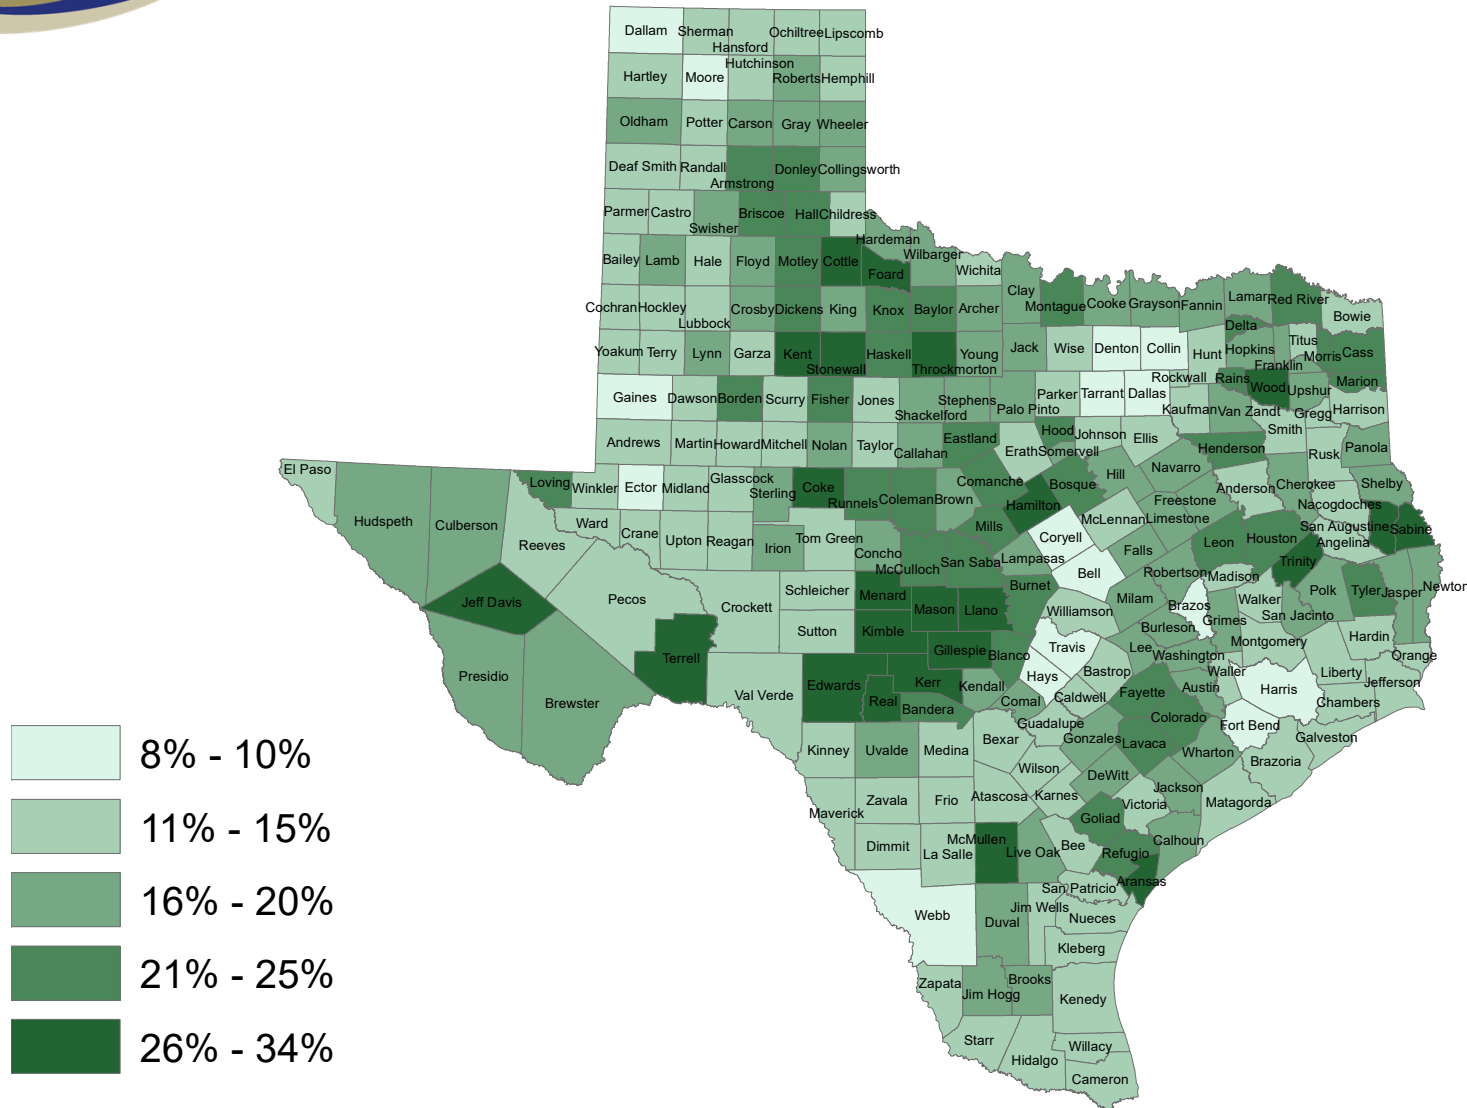 Dallam Sherman Hansford Ochiltree Lipscomb
Hartley Moore Hutchinson Roberts Hemphill
Oldham Potter Carson Gray Wheeler
Deaf Smith Randall Armstrong Donley Collingsworth
Parmer Castro Swisher Briscoe Hall Childress
Hardeman
Bailey Lamb Hale Floyd Motley Cottle Foard Wilbarger Wichita
Clay Montague Cooke Grayson Fannin Lamar Red River Bowie
Cochran Hockley Lubbock Crosby Dickens King Knox Baylor Archer
Delta Titus Morris Cass
Yoakum Terry Lynn Garza Kent Stonewall Haskell Throckmorton Young Jack Wise Denton Collin Hunt Hopkins Franklin
Rockwall Rains Wood Upshur Marion
Gaines Dawson Borden Scurry Fisher Jones Shackelford Stephens Palo Pinto Parker Tarrant Dallas Kaufman Van Zandt Gregg Harrison
Smith
Andrews Martin Howard Mitchell Nolan Taylor Callahan Eastland Erath Hood Somervell Johnson Ellis Henderson Rusk Panola
El Paso Loving Winkler Ector Midland Glasscock Sterling Coke Runnels Coleman Brown Comanche Hamilton Bosque Hill Navarro Freestone Anderson Cherokee Nacogdoches Shelby
Hudspeth Culberson Reeves Ward Crane Upton Reagan Irion Tom Green Concho McCulloch San Saba Mills Lampasas Coryell McLennan Limestone Falls Leon Houston Angelina San Augustine Sabine
Trinity
Jeff Davis Pecos Crockett Schleicher Menard Mason Llano Burnet Bell Milam Robertson Brazos Madison Walker San Jacinto Polk Tyler Jasper Newton
Sutton Kimble Williamson Burleson Grimes Montgomery Hardin
Terrell Gillespie Blanco Travis Lee Washington Waller Liberty Orange
Presidio Brewster Val Verde Edwards Real Kerr Bandera Kendall Hays Comal Caldwell Bastrop Fayette Austin Harris Chambers Jefferson
Guadalupe Colorado Fort Bend Galveston
Kinney Uvalde Medina Bexar Wilson Gonzales Lavaca Wharton Brazoria
Maverick Zavala Frio Atascosa Karnes DeWitt Victoria Jackson Matagorda
Goliad
Dimmit La Salle McMullen Live Oak Bee Refugio Calhoun
Aransas
San Patricio
Webb Duval Jim Wells Nueces
Kleberg
Zapata Jim Hogg Brooks Kenedy
Starr Hidalgo Willacy
Cameron
8% - 10%
11% - 15%
16% - 20%
21% - 25%
26% - 34%